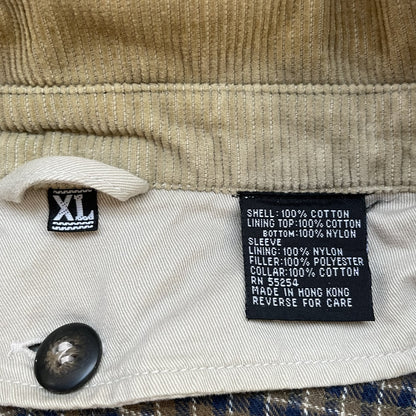 XL
SHELL: 100% COTTON
LINING TOP: 100% COTTON
BOTTOM: 100% NYLON
SLEEVE
LINING: 100% NYLON
FILLER: 100% POLYESTER
COLLAR: 100% COTTON
RN 55254
MADE IN HONG KONG
REVERSE FOR CARE